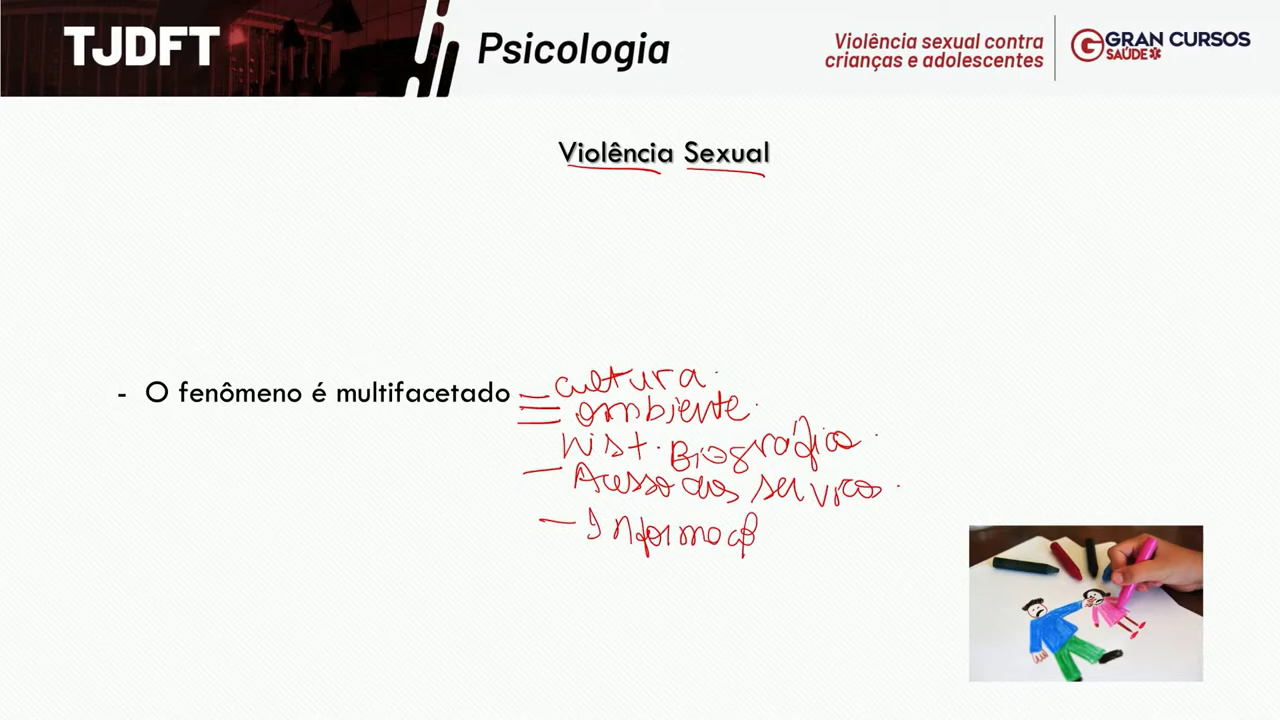 TJDFT
Psicologia
Violência sexual contra
crianças e adolescentes
GRAN CURSOS
SAÚDE
Violência Sexual
- O fenômeno é multifacetado
cultura.
ambiente.
Hist. Biográfica.
- Acesso aos serviços.
- Informaçõ